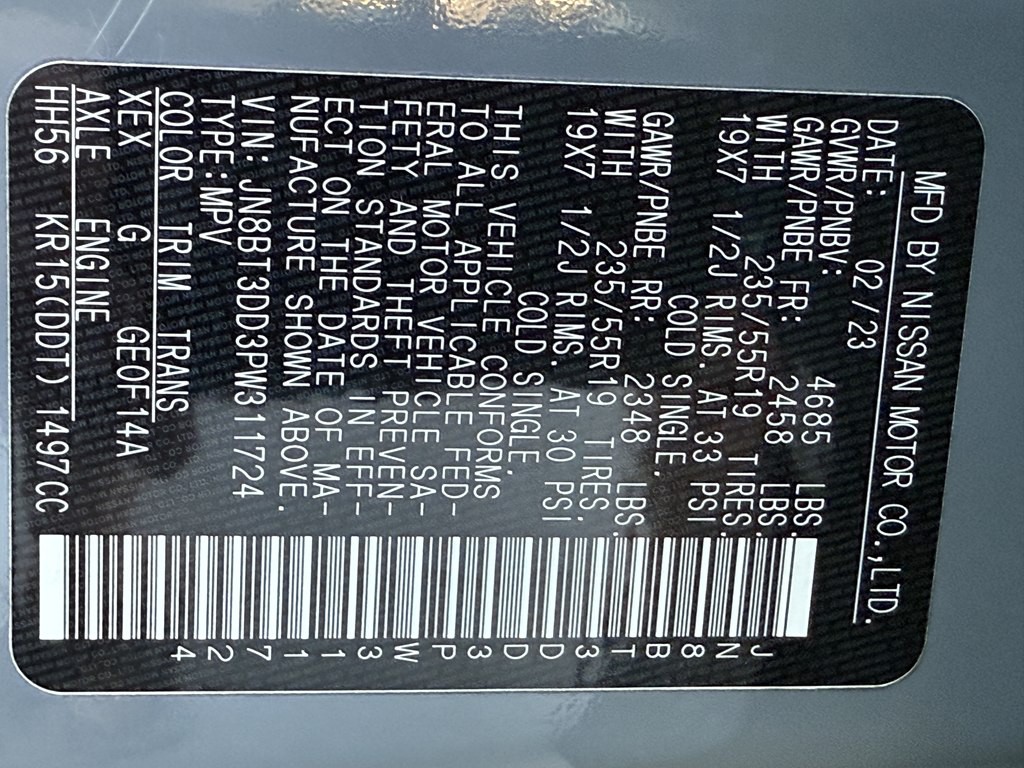 MFD BY NISSAN MOTOR CO.,LTD.
DATE: 02/23
GVWR/PNBV: 4685 LBS.
GAWR/PNBE FR: 2458 LBS.
WITH 235/55R19 TIRES.
19X7 1/2J RIMS. AT 33 PSI
COLD SINGLE.
GAWR/PNBE RR: 2348 LBS.
WITH 235/55R19 TIRES.
19X7 1/2J RIMS. AT 30 PSI
COLD SINGLE.
THIS VEHICLE CONFORMS
TO ALL APPLICABLE FED-
ERAL MOTOR VEHICLE SA-
FETY AND THEFT PREVEN-
TION STANDARDS IN EFF-
ECT ON THE DATE OF MA-
NUFACTURE SHOWN ABOVE.
VIN: JN8BT3DD3PW311724
TYPE:MPV
COLOR TRIM TRANS
XEX G GEOF14A
AXLE ENGINE
HH56 KR15(DDT) 1497CC
JN8BT3DD3PW311724